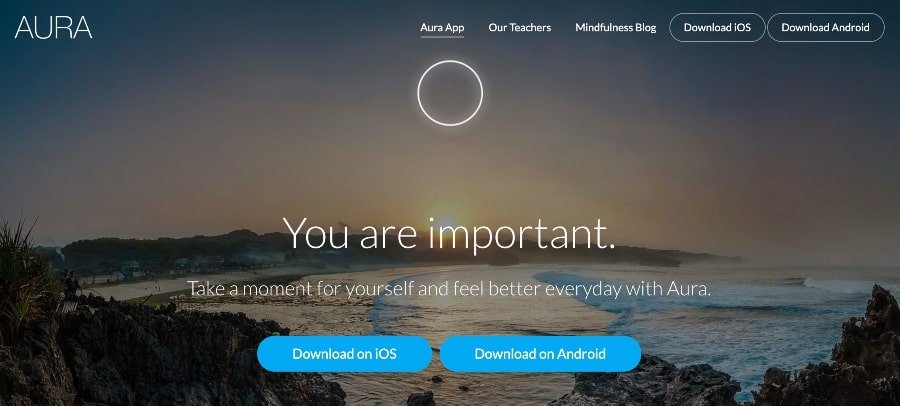 AURA
Aura App
Our Teachers
Mindfulness Blog
Download iOS
Download Android
You are important.
Take a moment for yourself and feel better everyday with Aura.
Download on iOS
Download on Android